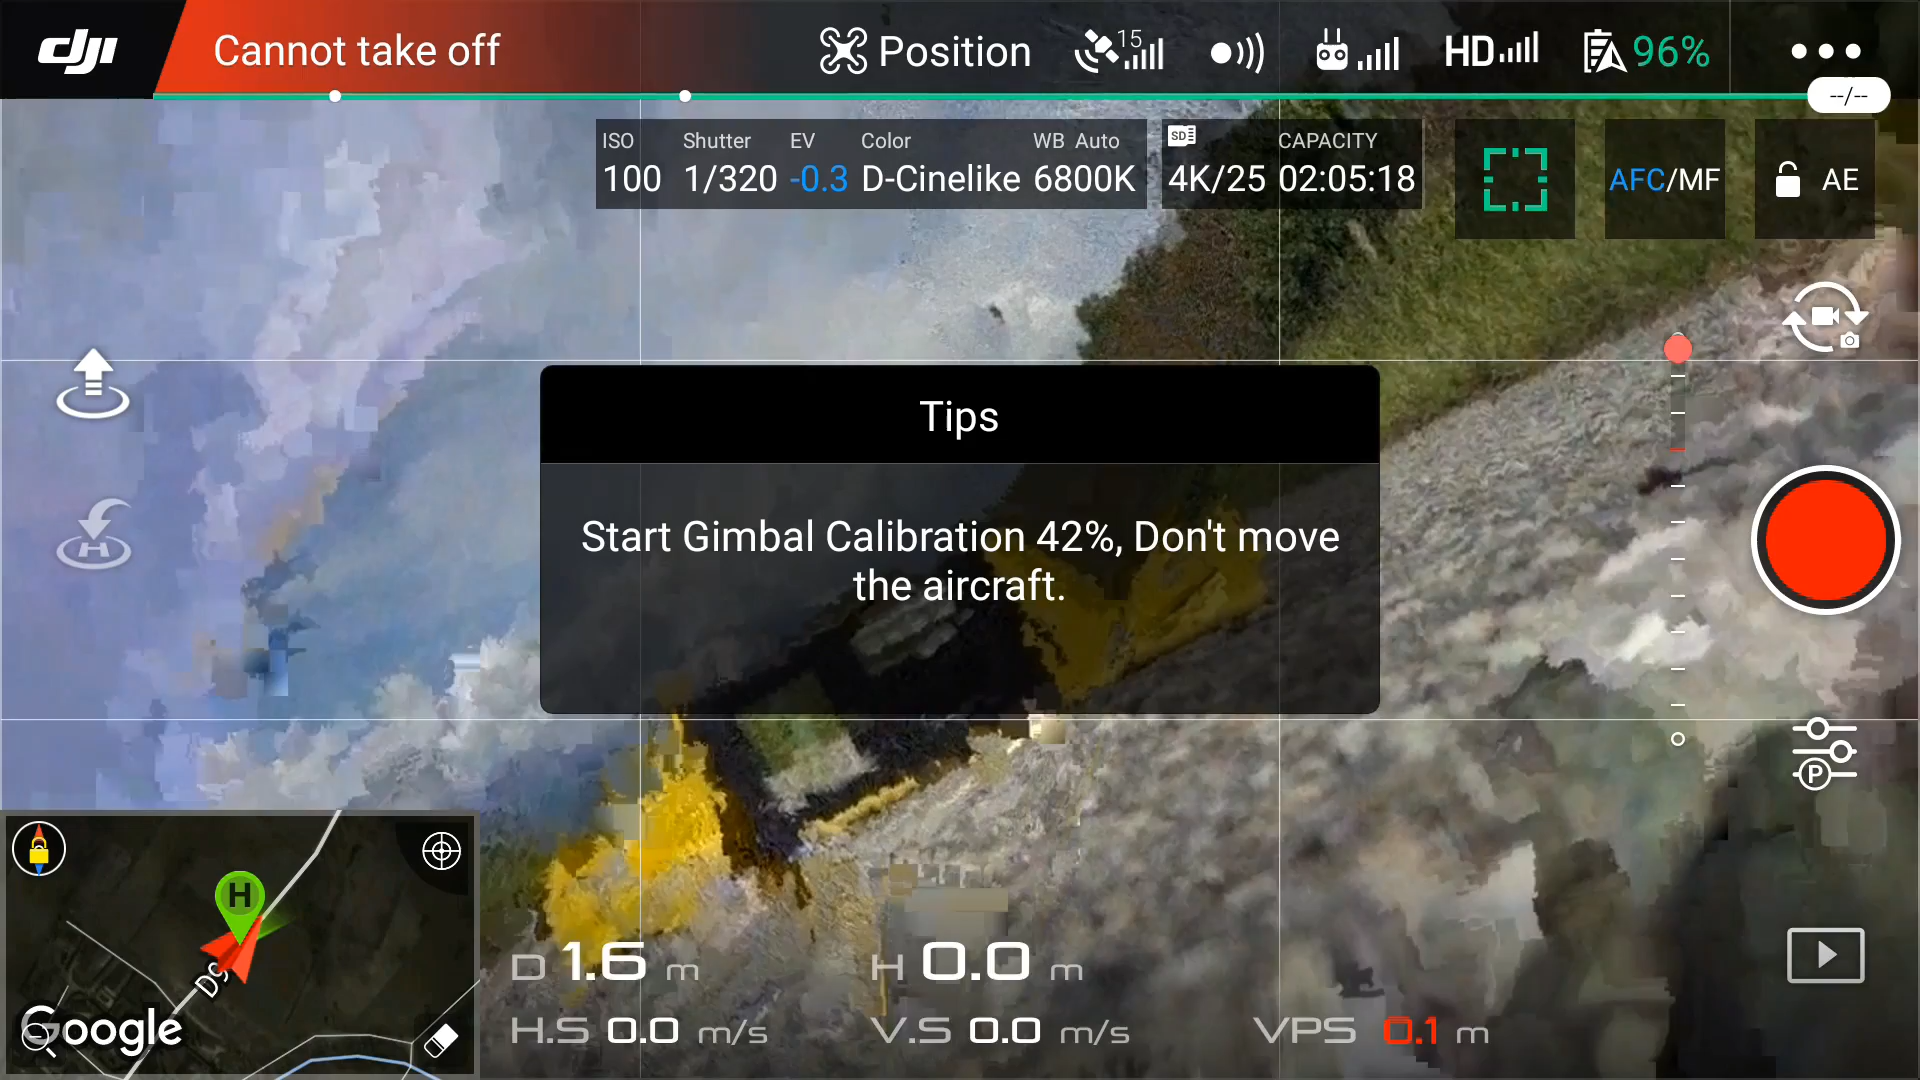 dji
Cannot take off
Position
15
HD
96%
--/--
ISO Shutter EV Color WB Auto
100 1/320 -0.3 D-Cinelike 6800K
SD CAPACITY
4K/25 02:05:18
AFC/MF
AE
Tips
Start Gimbal Calibration 42%, Don't move
the aircraft.
H
P
H
D9
Google
D 1.6 m
H 0.0 m
H.S 0.0 m/s
V.S 0.0 m/s
VPS 0.1 m